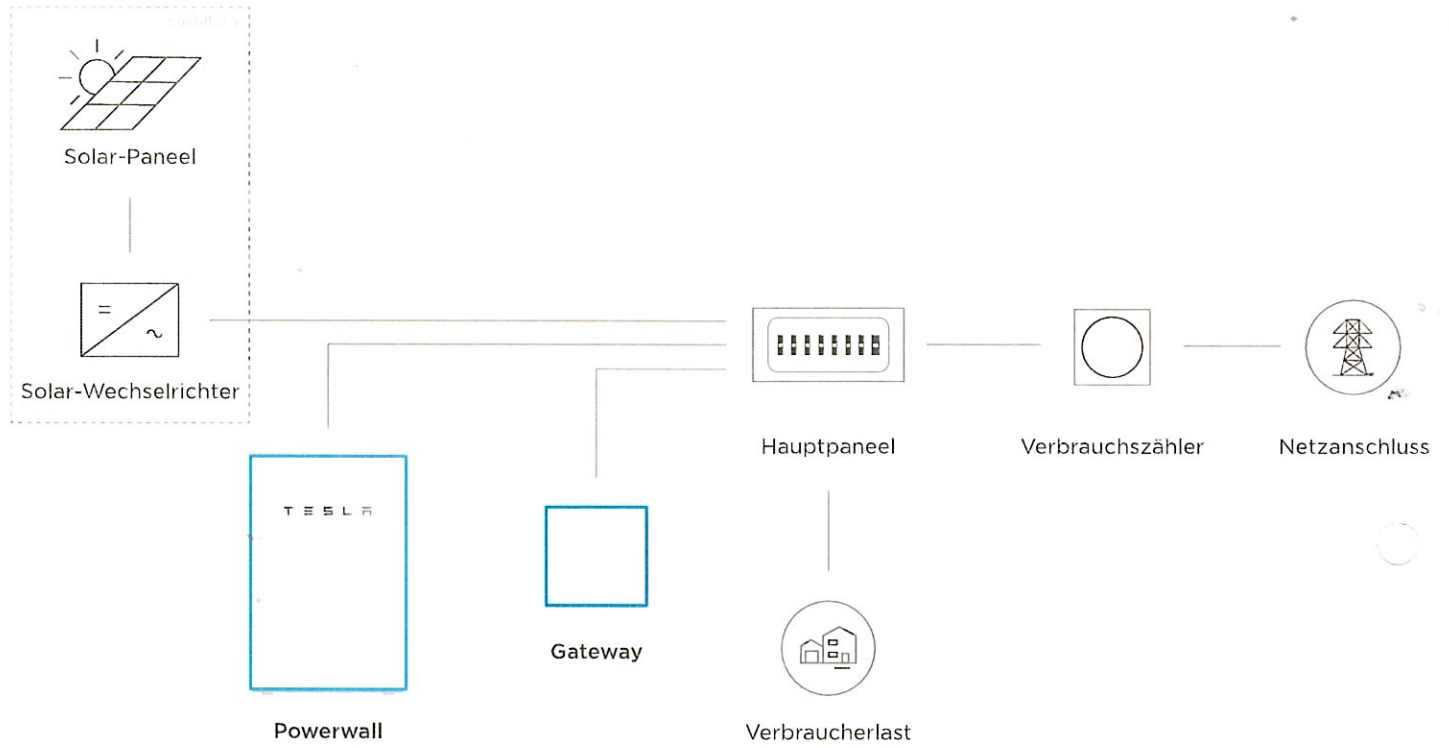 Solar-Paneel
Solar-Wechselrichter
Hauptpaneel
Verbrauchszähler
Netzanschluss
TESLA
Gateway
Powerwall
Verbraucherlast